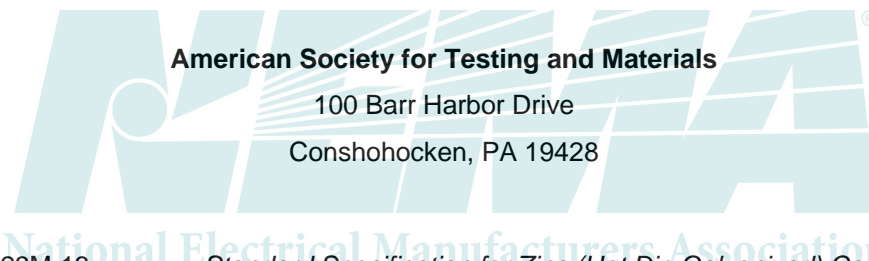 NEMA®
American Society for Testing and Materials
100 Barr Harbor Drive
Conshohocken, PA 19428
National Electrical Manufacturers Association
Standard Specification for Zinc (Hot-Dip Galvanized)